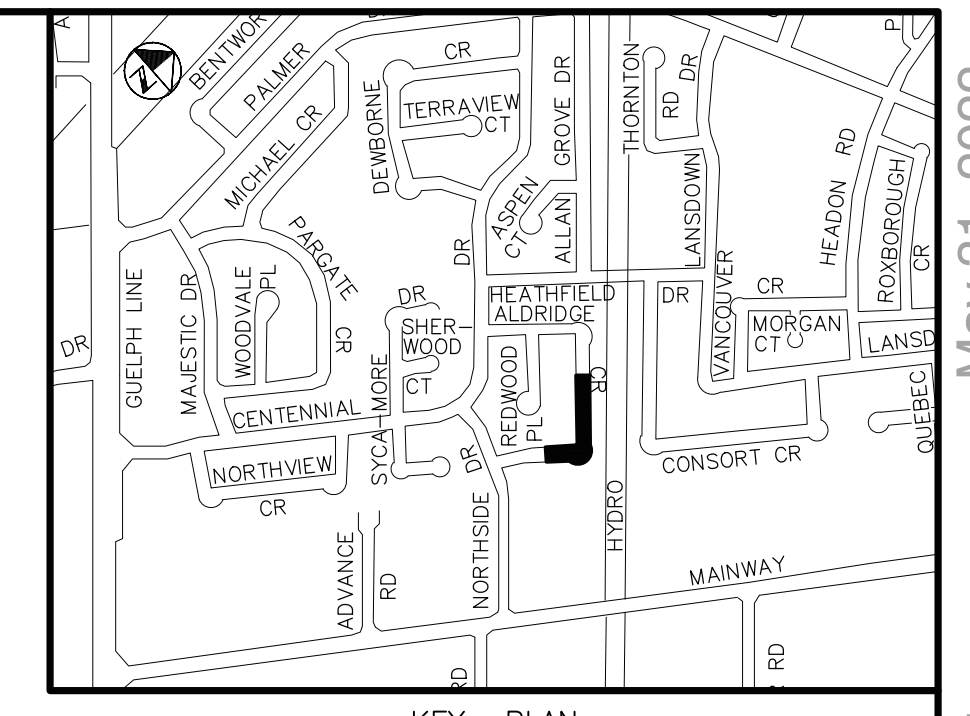 BENTWOR
PALMER
MICHAEL CR
CR
TERRAVIEW
CT
DEWBORNE
GROVE DR
ALLAN
ASPEN
CT
THORNTON
RD
DR
LANSDOWN
HEADON RD
ROXBOROUGH
CR
PARGATE
CR
GUELPH LINE
MAJESTIC DR
WOODVALE
PL
DR
DR
SHER-
WOOD
CT
SYCA-MORE
CENTENNIAL
DR
HEATHFIELD
DR
ALDRIDGE
CR
REDWOOD
PL
VANCOUVER
CR
MORGAN
CT
LANSD
QUEBEC
NORTHVIEW
CR
NORTHSIDE
DR
CONSORT CR
HYDRO
ADVANCE
RD
MAINWAY
RD
RD
KEY PLAN